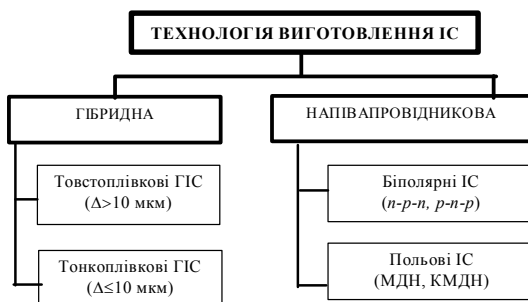 ТЕХНОЛОГІЯ ВИГОТОВЛЕННЯ ІС
ГІБРИДНА
НАПІВАПРОВІДНИКОВА
Товстоплівкові ГІС
(Δ>10 мкм)
Біполярні ІС
(n-p-n, p-n-p)
Тонкоплівкові ГІС
(Δ≤10 мкм)
Польові ІС
(МДН, КМДН)